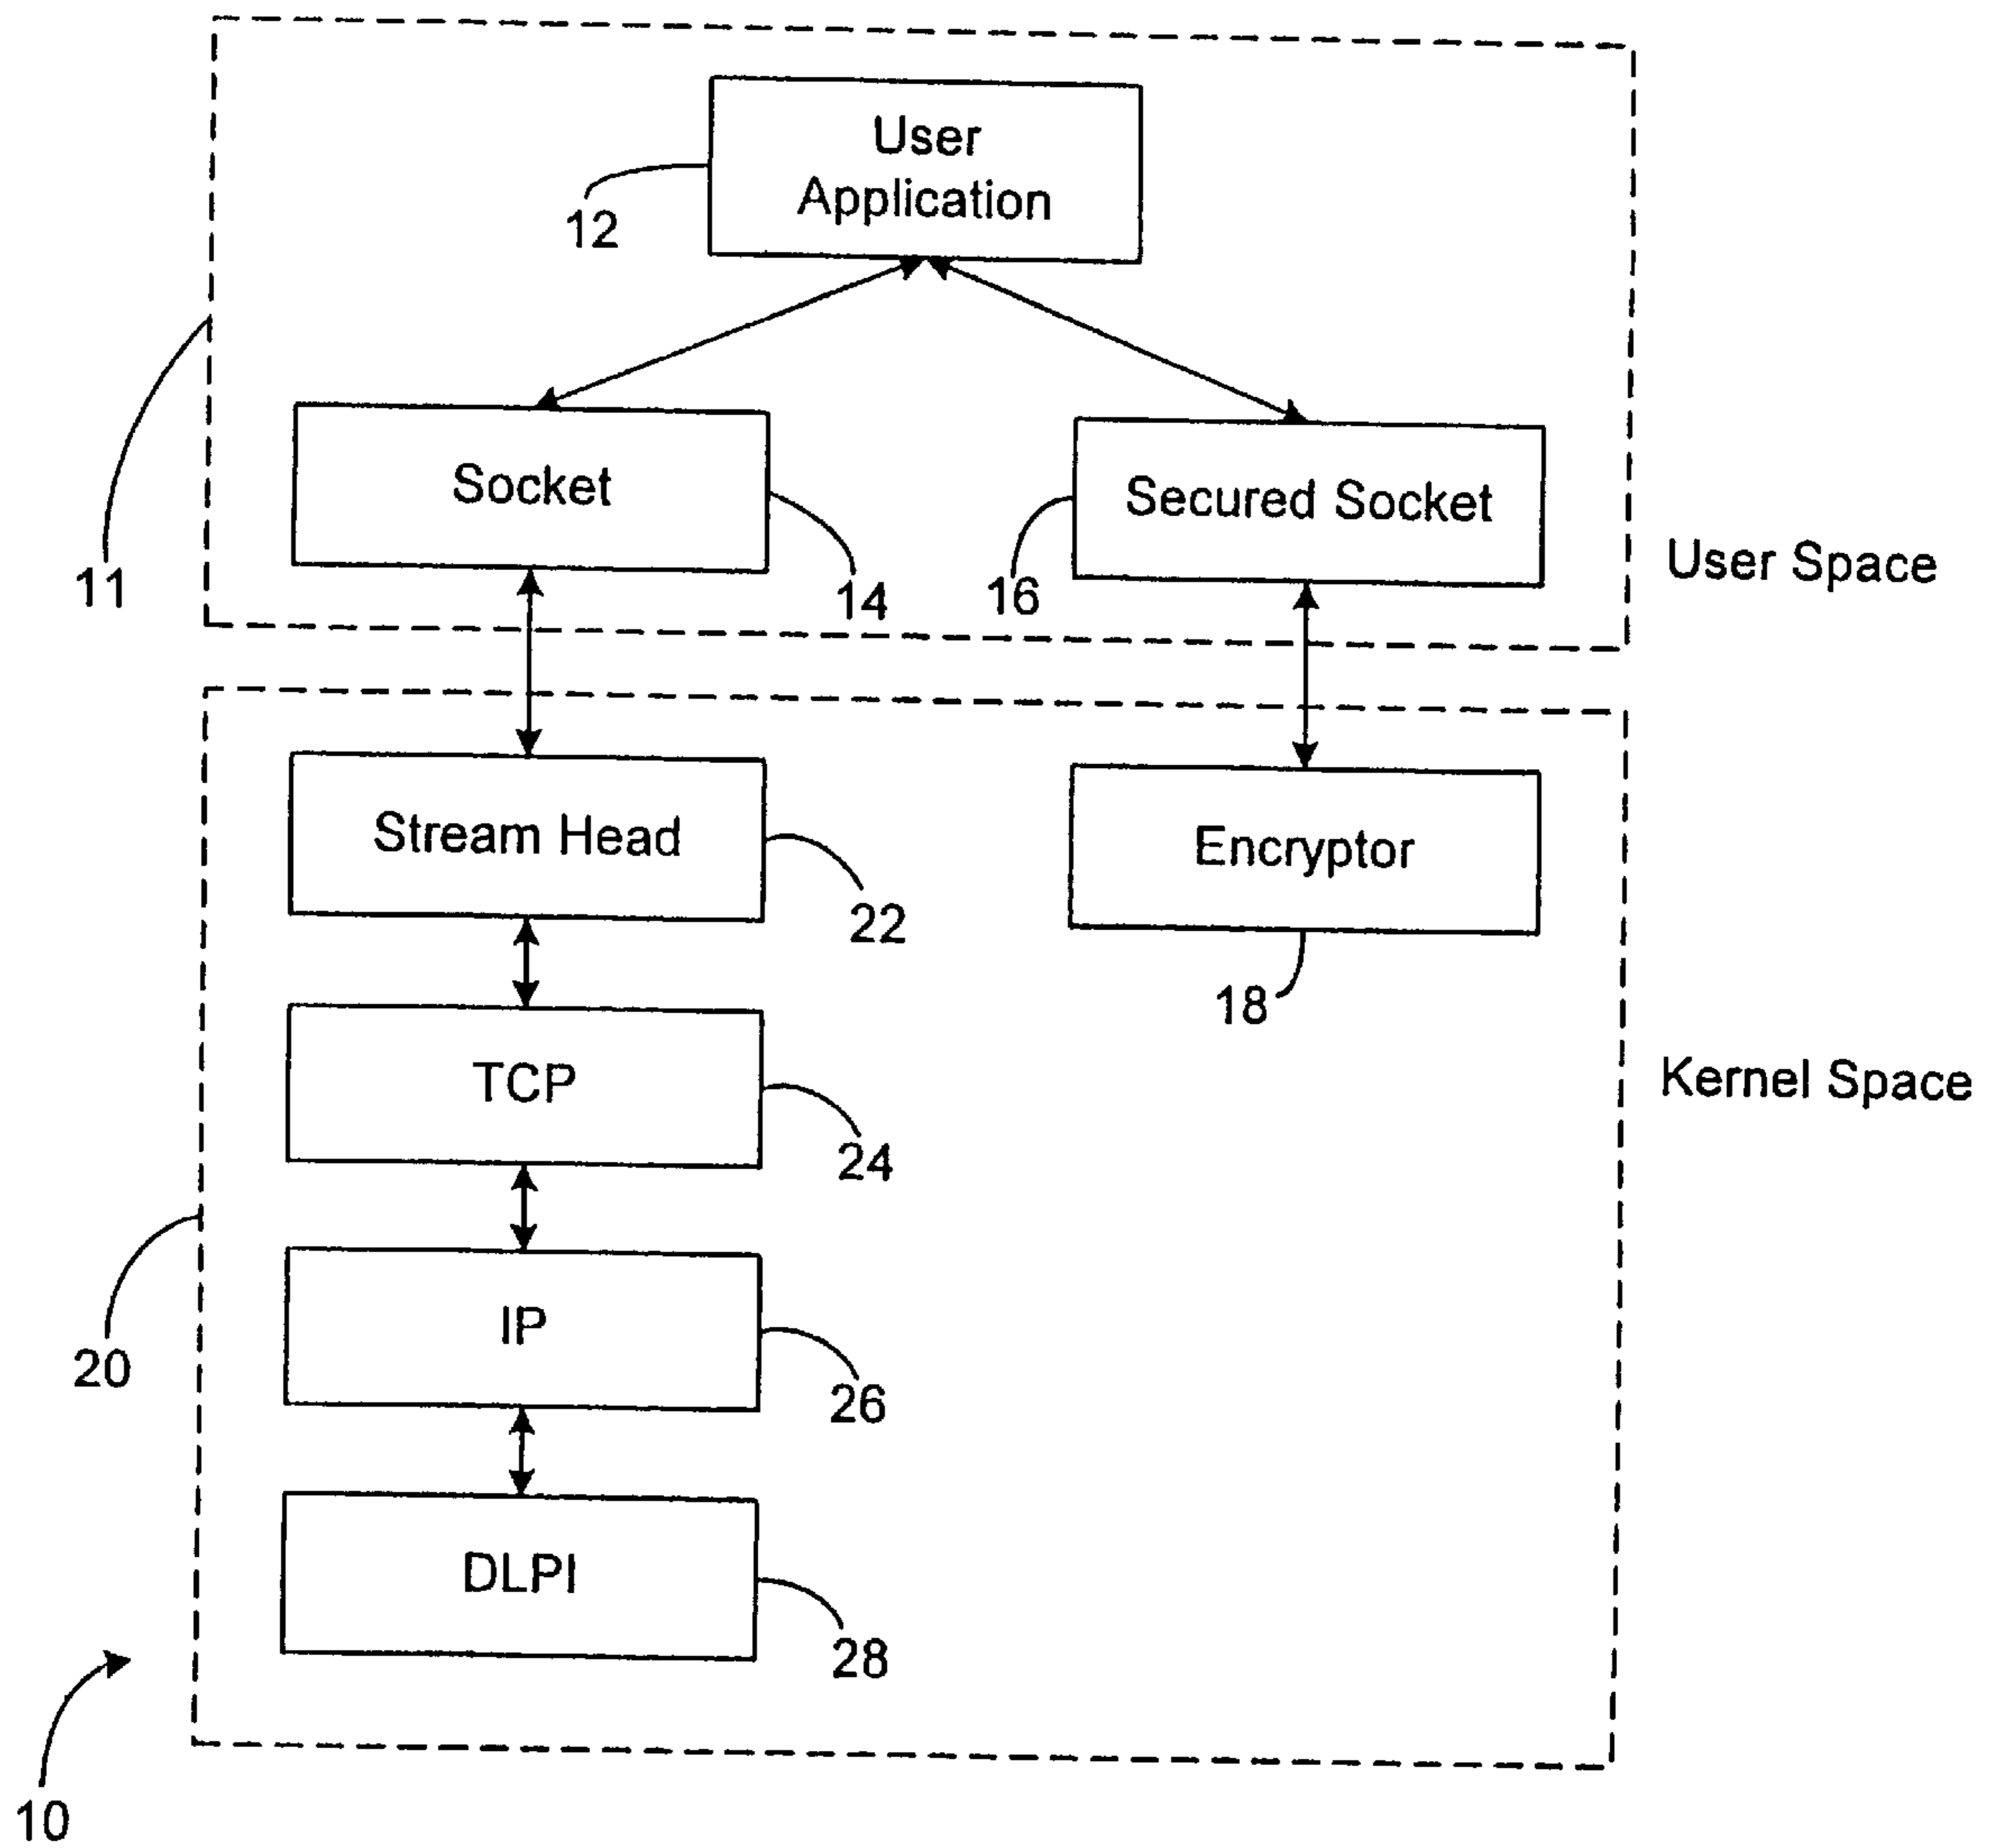 User
Application
12
Socket
Secured Socket
11
14
16
User Space
Stream Head
Encryptor
22
18
TCP
Kernel Space
24
IP
20
26
DLPI
28
10